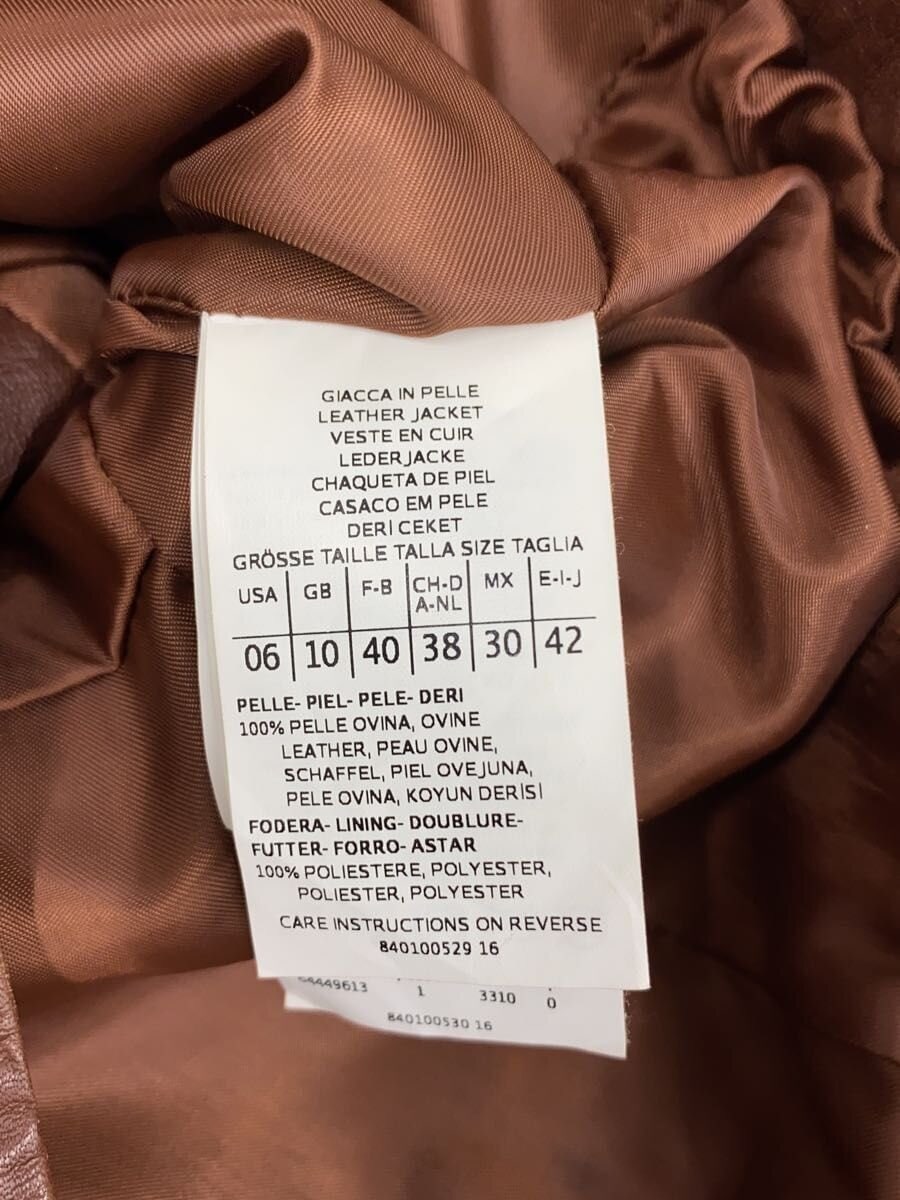 GIACCA IN PELLE
LEATHER JACKET
VESTE EN CUIR
LEDERJACKE
CHAQUETA DE PIEL
CASACO EM PELE
DERİ CEKET
GRÖSSE TAILLE TALLA SIZE TAGLIA
USA GB F-B CH-D A-NL MX E-I-J
06 10 40 38 30 42
PELLE- PIEL- PELE- DERI
100% PELLE OVINA, OVINE
LEATHER, PEAU OVINE,
SCHAFFEL, PIEL OVEJUNA,
PELE OVINA, KOYUN DERISI
FODERA- LINING- DOUBLURE-
FUTTER- FORRO- ASTAR
100% POLIESTERE, POLYESTER,
POLIESTER, POLYESTER
CARE INSTRUCTIONS ON REVERSE
840100529 16
1 3310 0
840100530 16